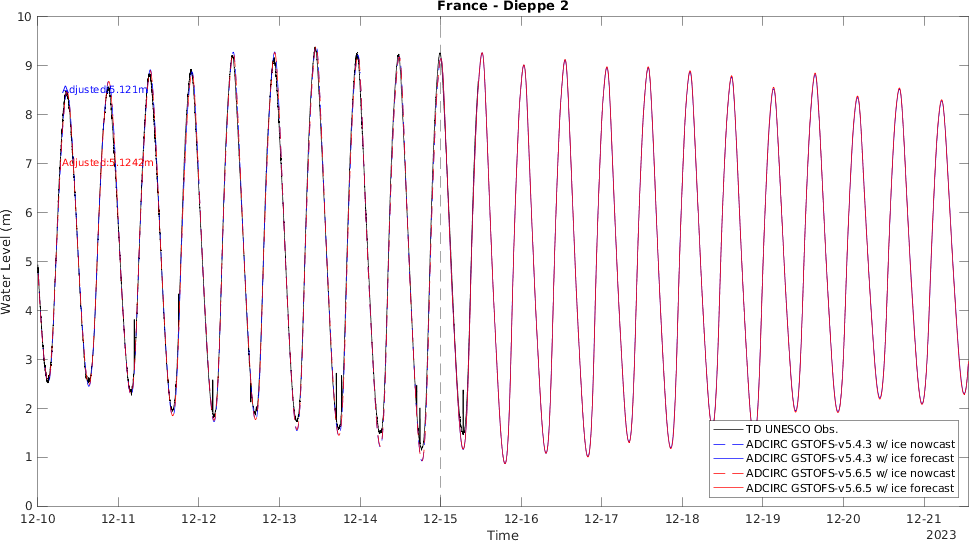 France - Dieppe 2
10
9
8
7
6
5
4
3
2
1
0
Water Level (m)
Adjusted:5.121m
Adjusted:5.1242m
TD UNESCO Obs.
ADCIRC GSTOFS-v5.4.3 w/ ice nowcast
ADCIRC GSTOFS-v5.4.3 w/ ice forecast
ADCIRC GSTOFS-v5.6.5 w/ ice nowcast
ADCIRC GSTOFS-v5.6.5 w/ ice forecast
12-10 12-11 12-12 12-13 12-14 12-15 12-16 12-17 12-18 12-19 12-20 12-21
Time
2023